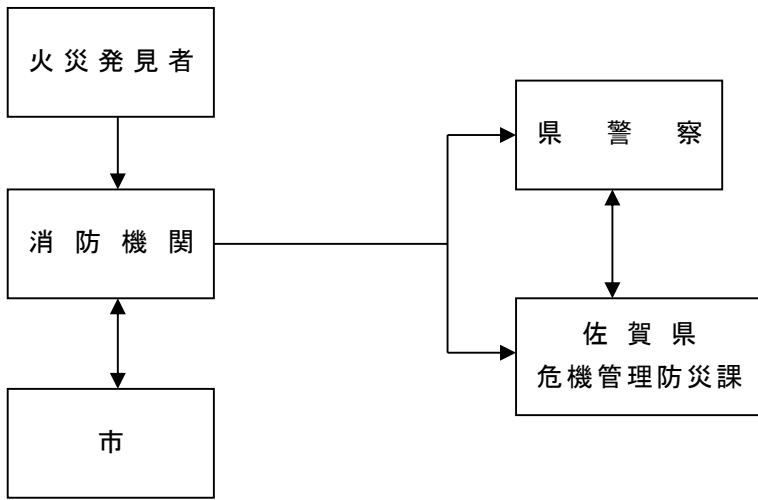 火災発見者
県警察
消防機関
佐賀県
危機管理防災課
市